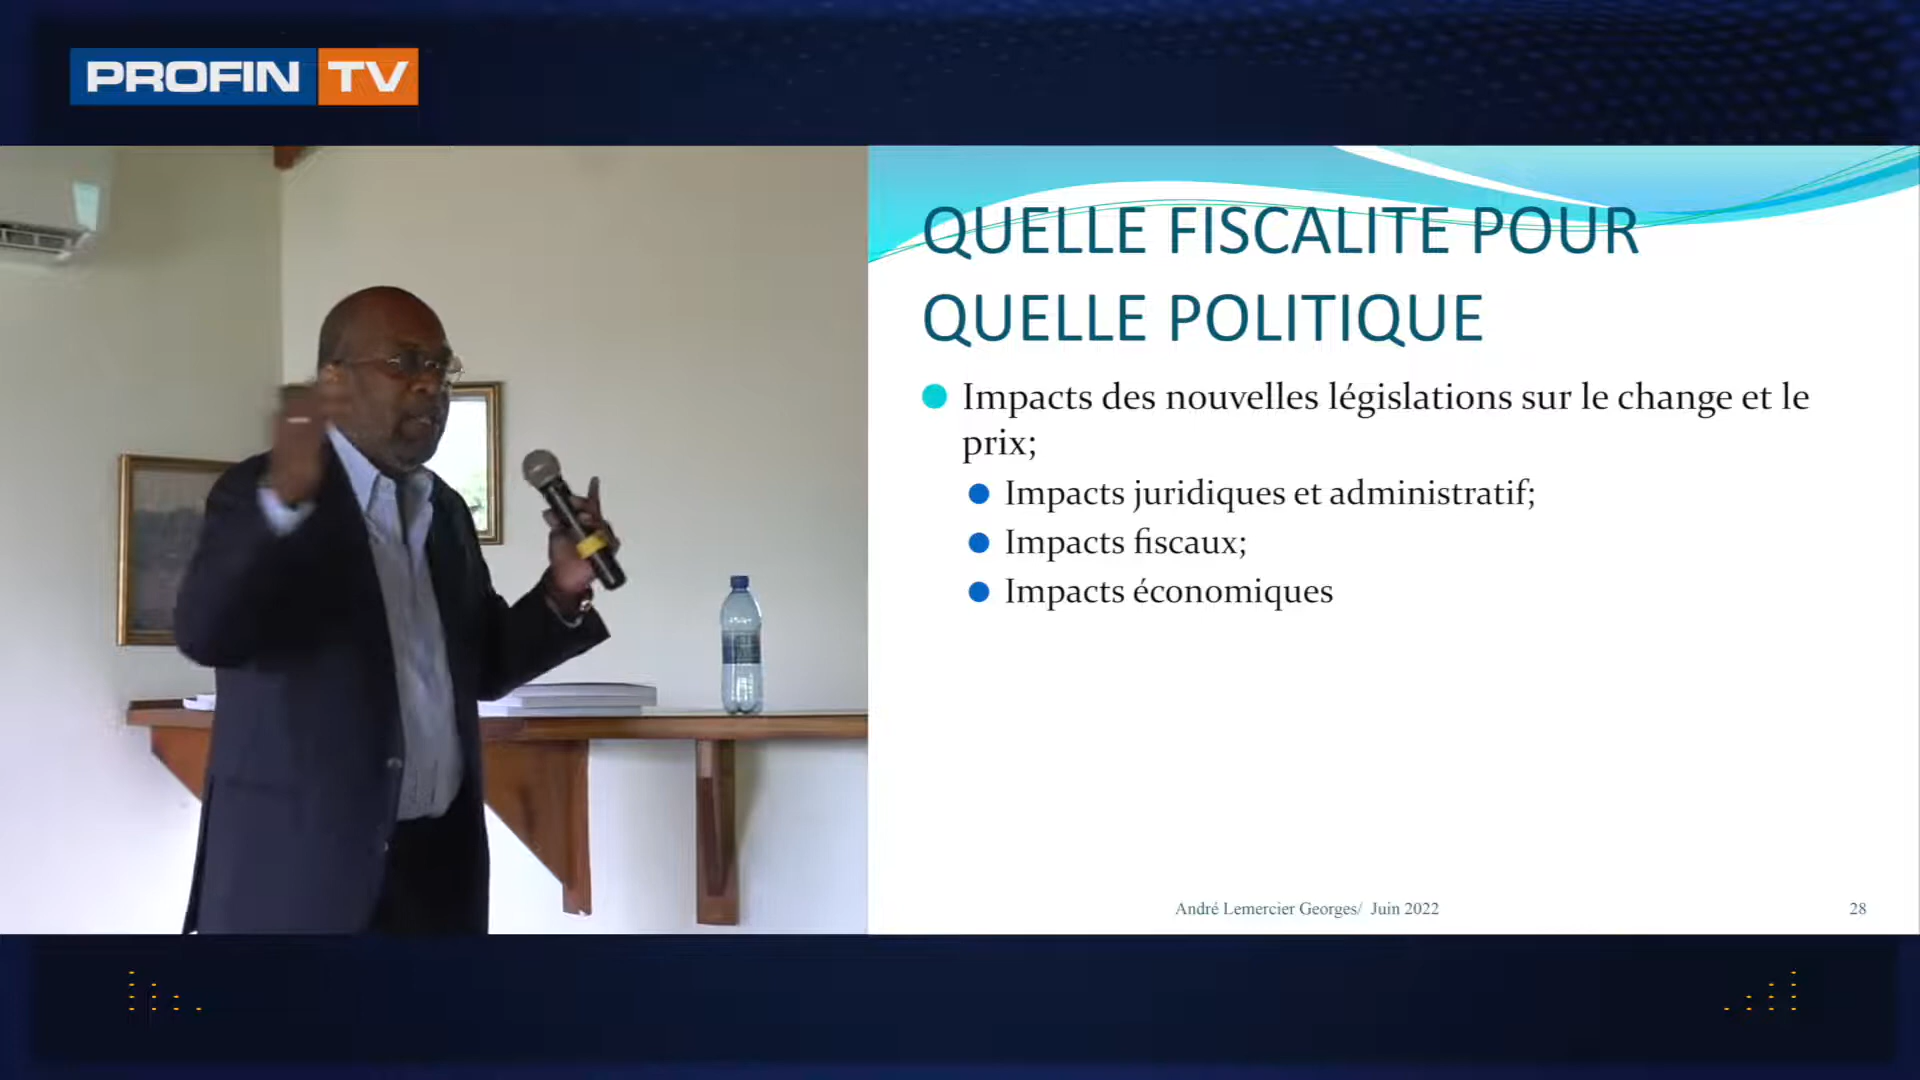 PROFIN TV
QUELLE FISCALITE POUR
QUELLE POLITIQUE
Impacts des nouvelles législations sur le change et le
prix;
Impacts juridiques et administratif;
Impacts fiscaux;
Impacts économiques
André Lemercier Georges/ Juin 2022
28